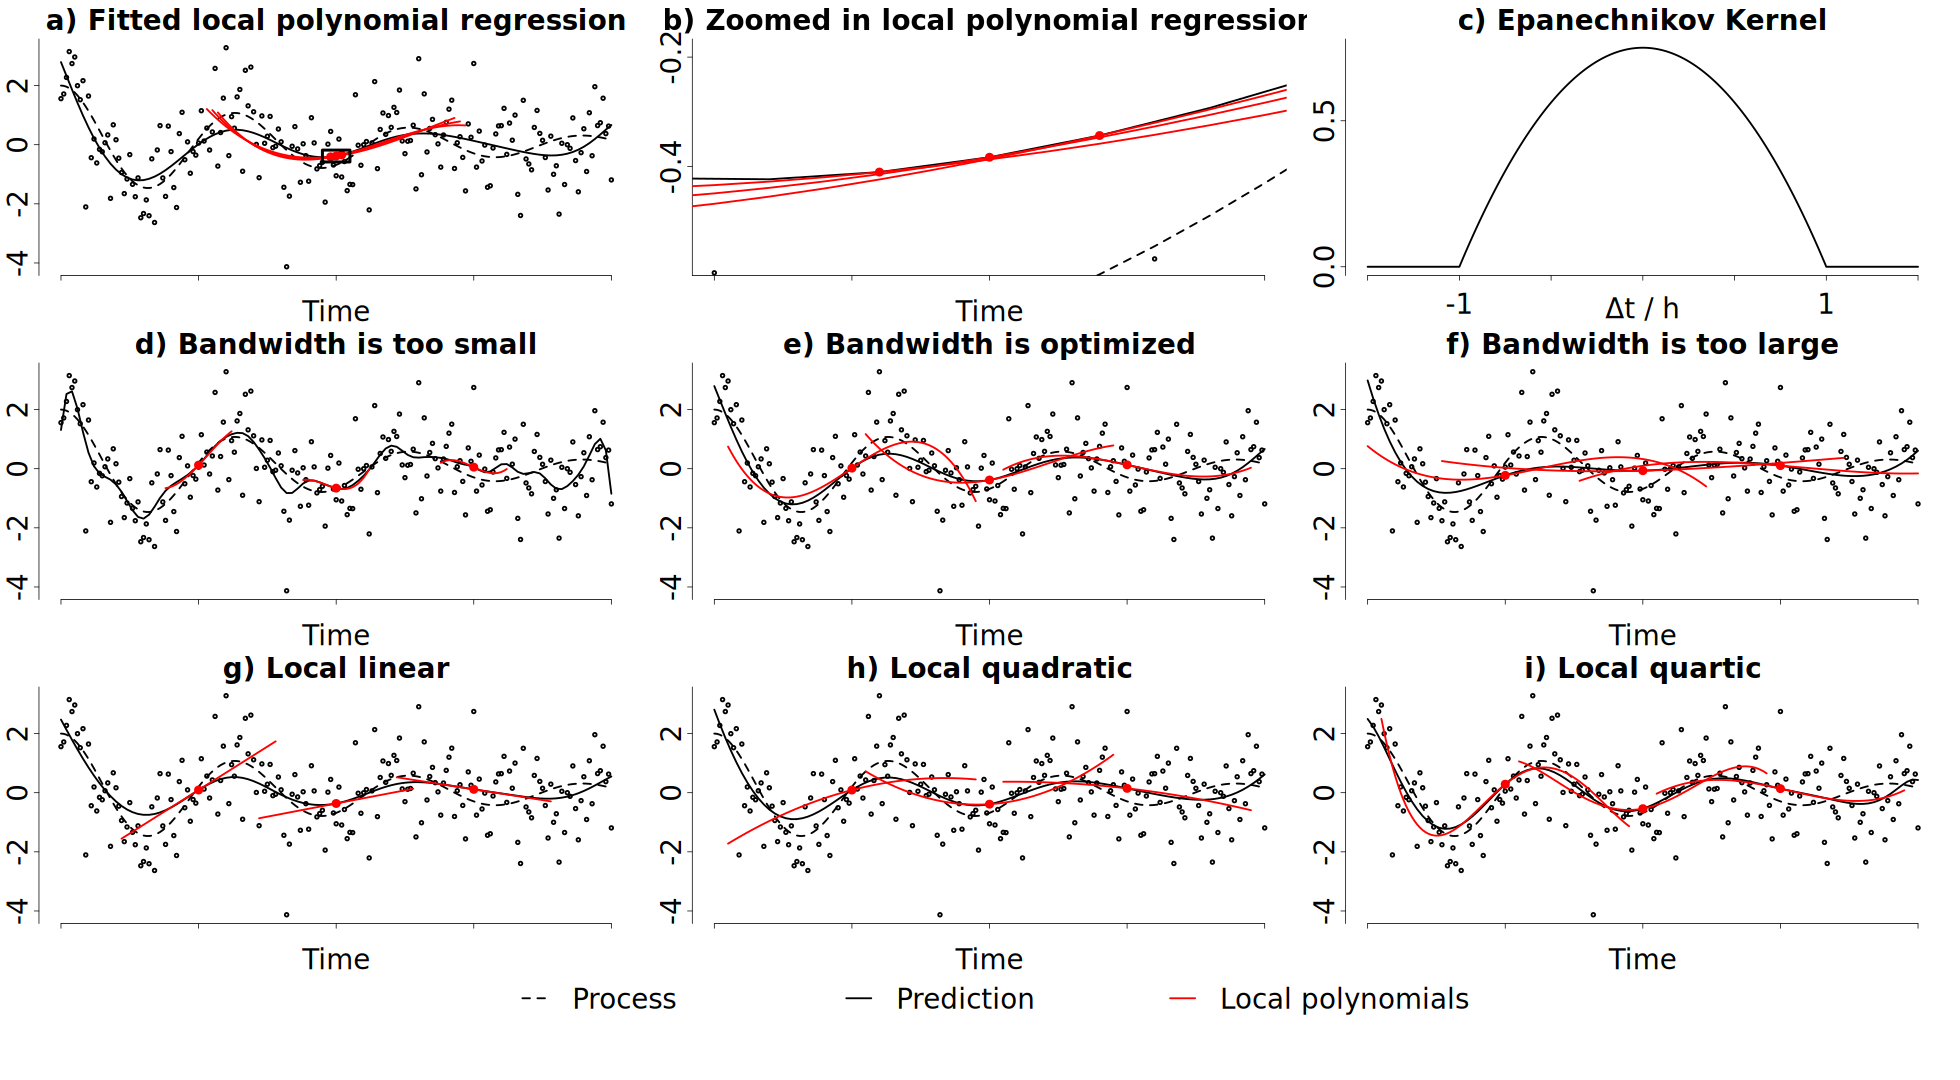 a) Fitted local polynomial regression
b) Zoomed in local polynomial regression
c) Epanechnikov Kernel
2
0
-2
-4
Time
-0.2
-0.4
Time
0.5
0.0
-1
Δt / h
1
d) Bandwidth is too small
e) Bandwidth is optimized
f) Bandwidth is too large
2
0
-2
-4
Time
2
0
-2
-4
Time
2
0
-2
-4
Time
g) Local linear
h) Local quadratic
i) Local quartic
2
0
-2
-4
Time
2
0
-2
-4
Time
2
0
-2
-4
Time
Process
Prediction
Local polynomials